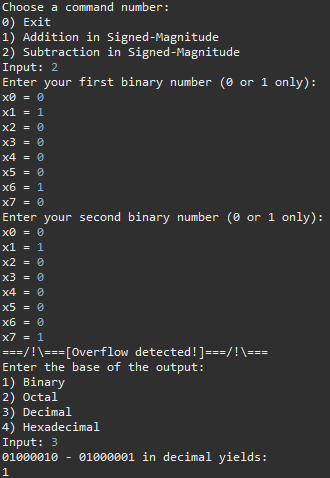 Choose a command number:
0) Exit
1) Addition in Signed-Magnitude
2) Subtraction in Signed-Magnitude
Input: 2
Enter your first binary number (0 or 1 only):
x0 = 0
x1 = 1
x2 = 0
x3 = 0
x4 = 0
x5 = 0
x6 = 1
x7 = 0
Enter your second binary number (0 or 1 only):
x0 = 0
x1 = 1
x2 = 0
x3 = 0
x4 = 0
x5 = 0
x6 = 0
x7 = 1
===/!\===[Overflow detected!]===/!\===
Enter the base of the output:
1) Binary
2) Octal
3) Decimal
4) Hexadecimal
Input: 3
01000010 - 01000001 in decimal yields:
1